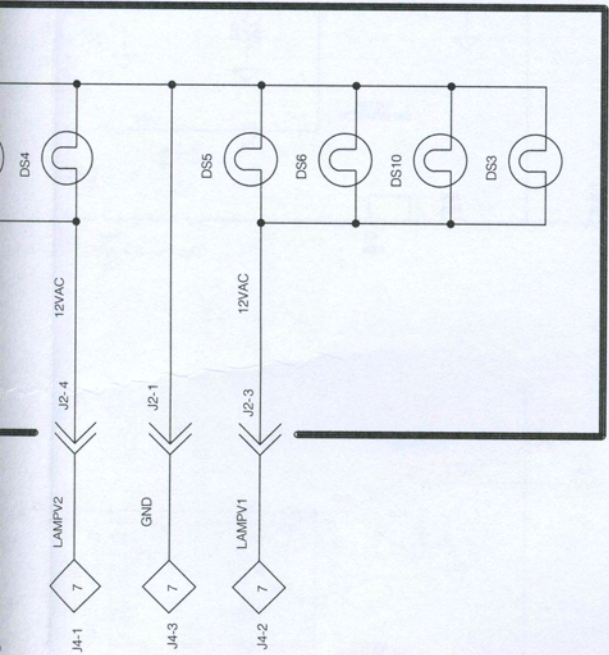 DS4
DS5
DS6
DS10
DS3
12VAC
12VAC
J2-4
J2-1
J2-3
LAMPV2
GND
LAMPV1
7
7
7
J4-1
J4-3
J4-2